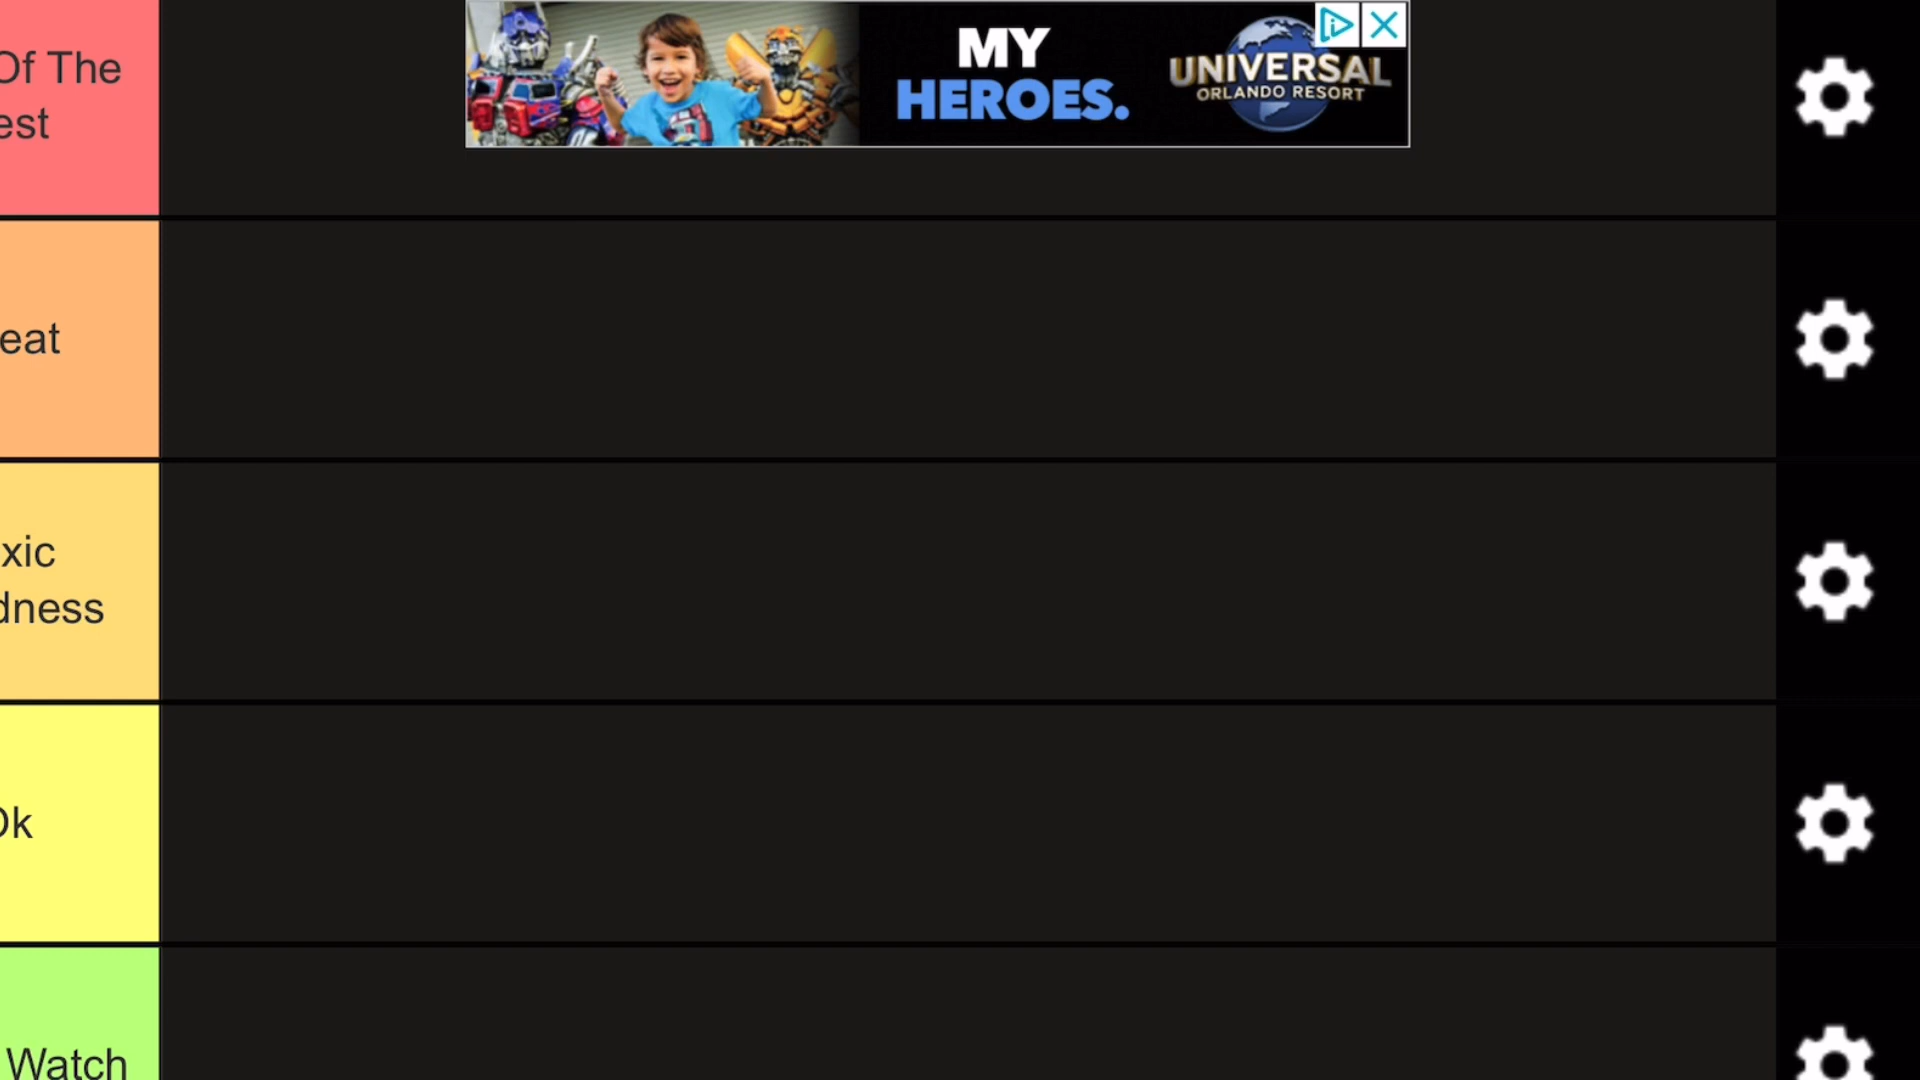 Of The
est
MY
HEROES.
UNIVERSAL
ORLANDO RESORT
eat
xic
dness
Ok
Watch